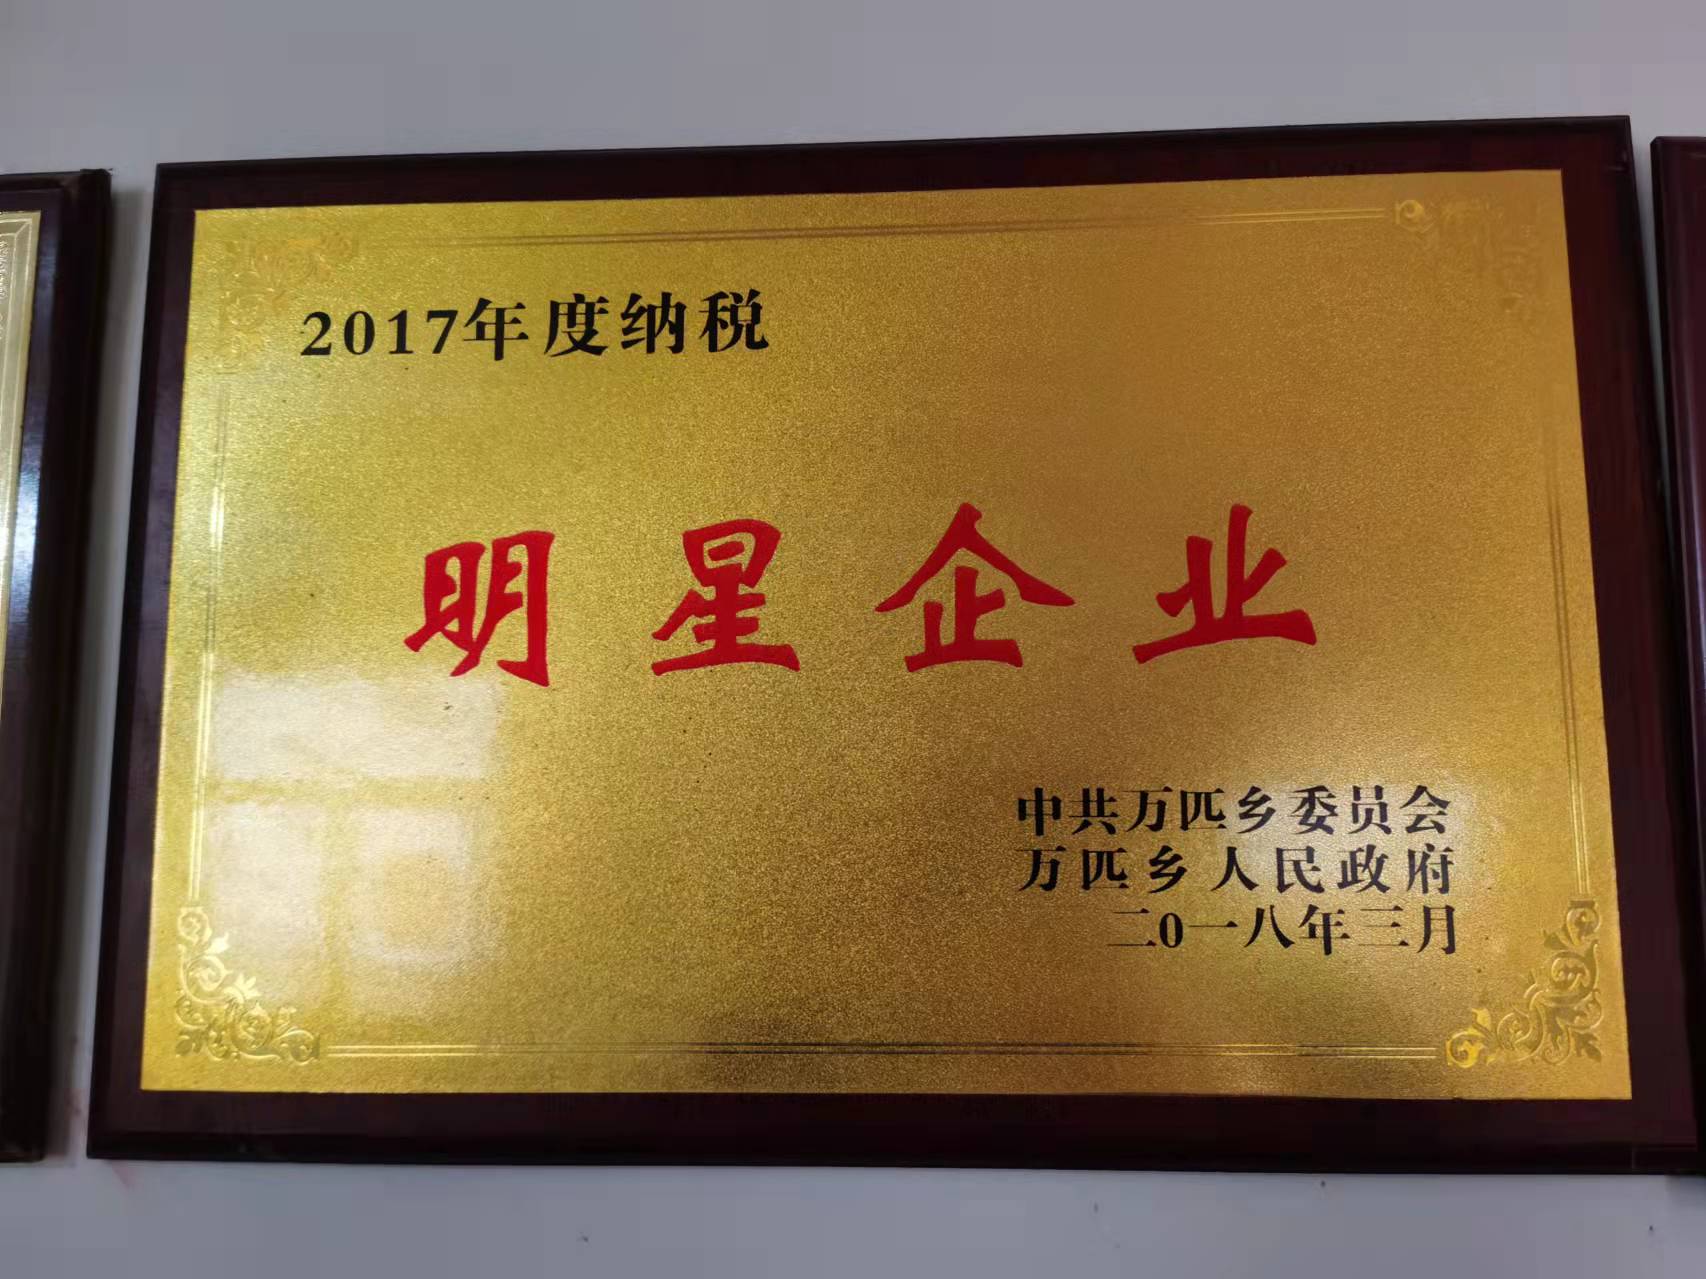 2017年度纳税
明星企业
中共万匹乡委员会
万匹乡人民政府
二0一八年三月